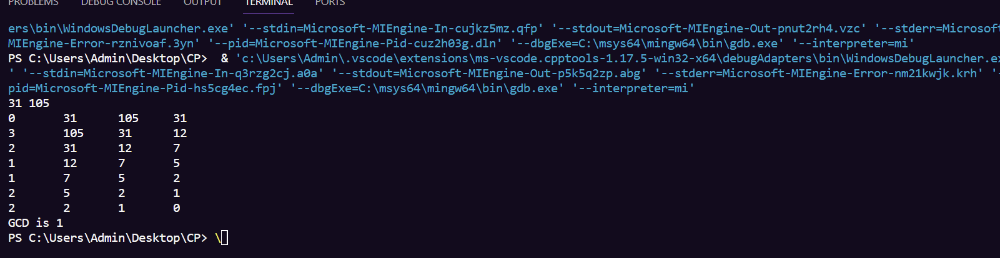 PROBLEMS DEBUG CONSOLE OUTPUT TERMINAL PORTS
ers\bin\WindowsDebugLauncher.exe' '--stdin=Microsoft-MIEngine-In-cujkz5mz.qfp' '--stdout=Microsoft-MIEngine-Out-pnut2rh4.vzc' '--stderr=Microsoft
MIEngine-Error-rznivoaf.3yn' '--pid=Microsoft-MIEngine-Pid-cuz2h03g.dln' '--dbgExe=C:\msys64\mingw64\bin\gdb.exe' '--interpreter=mi'
PS C:\Users\Admin\Desktop\CP> & 'c:\Users\Admin\.vscode\extensions\ms-vscode.cpptools-1.17.5-win32-x64\debugAdapters\bin\WindowsDebugLauncher.ex
' '--stdin=Microsoft-MIEngine-In-q3rzg2cj.a0a' '--stdout=Microsoft-MIEngine-Out-p5k5q2zp.abg' '--stderr=Microsoft-MIEngine-Error-nm21kwjk.krh' '-
pid=Microsoft-MIEngine-Pid-hs5cg4ec.fpj' '--dbgExe=C:\msys64\mingw64\bin\gdb.exe' '--interpreter=mi'
31 105
0 31 105 31
3 105 31 12
2 31 12 7
1 12 7 5
1 7 5 2
2 5 2 1
2 2 1 0
GCD is 1
PS C:\Users\Admin\Desktop\CP> \